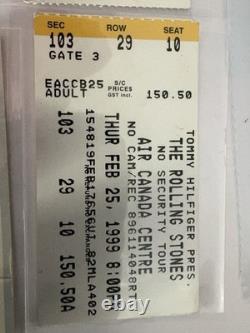 SEC ROW SEAT
103 29 10
GATE 3
EACCB25
ADULT
S/C
PRICES
GST incl.
150.50
TOMMY HILFIGER PRES.
THE ROLLING STONES
NO SECURITY TOUR
AIR CANADA CENTRE
NO CAM/REC
THUR FEB 25, 1999 8:00
82MLA402
103 29 10 150.50A